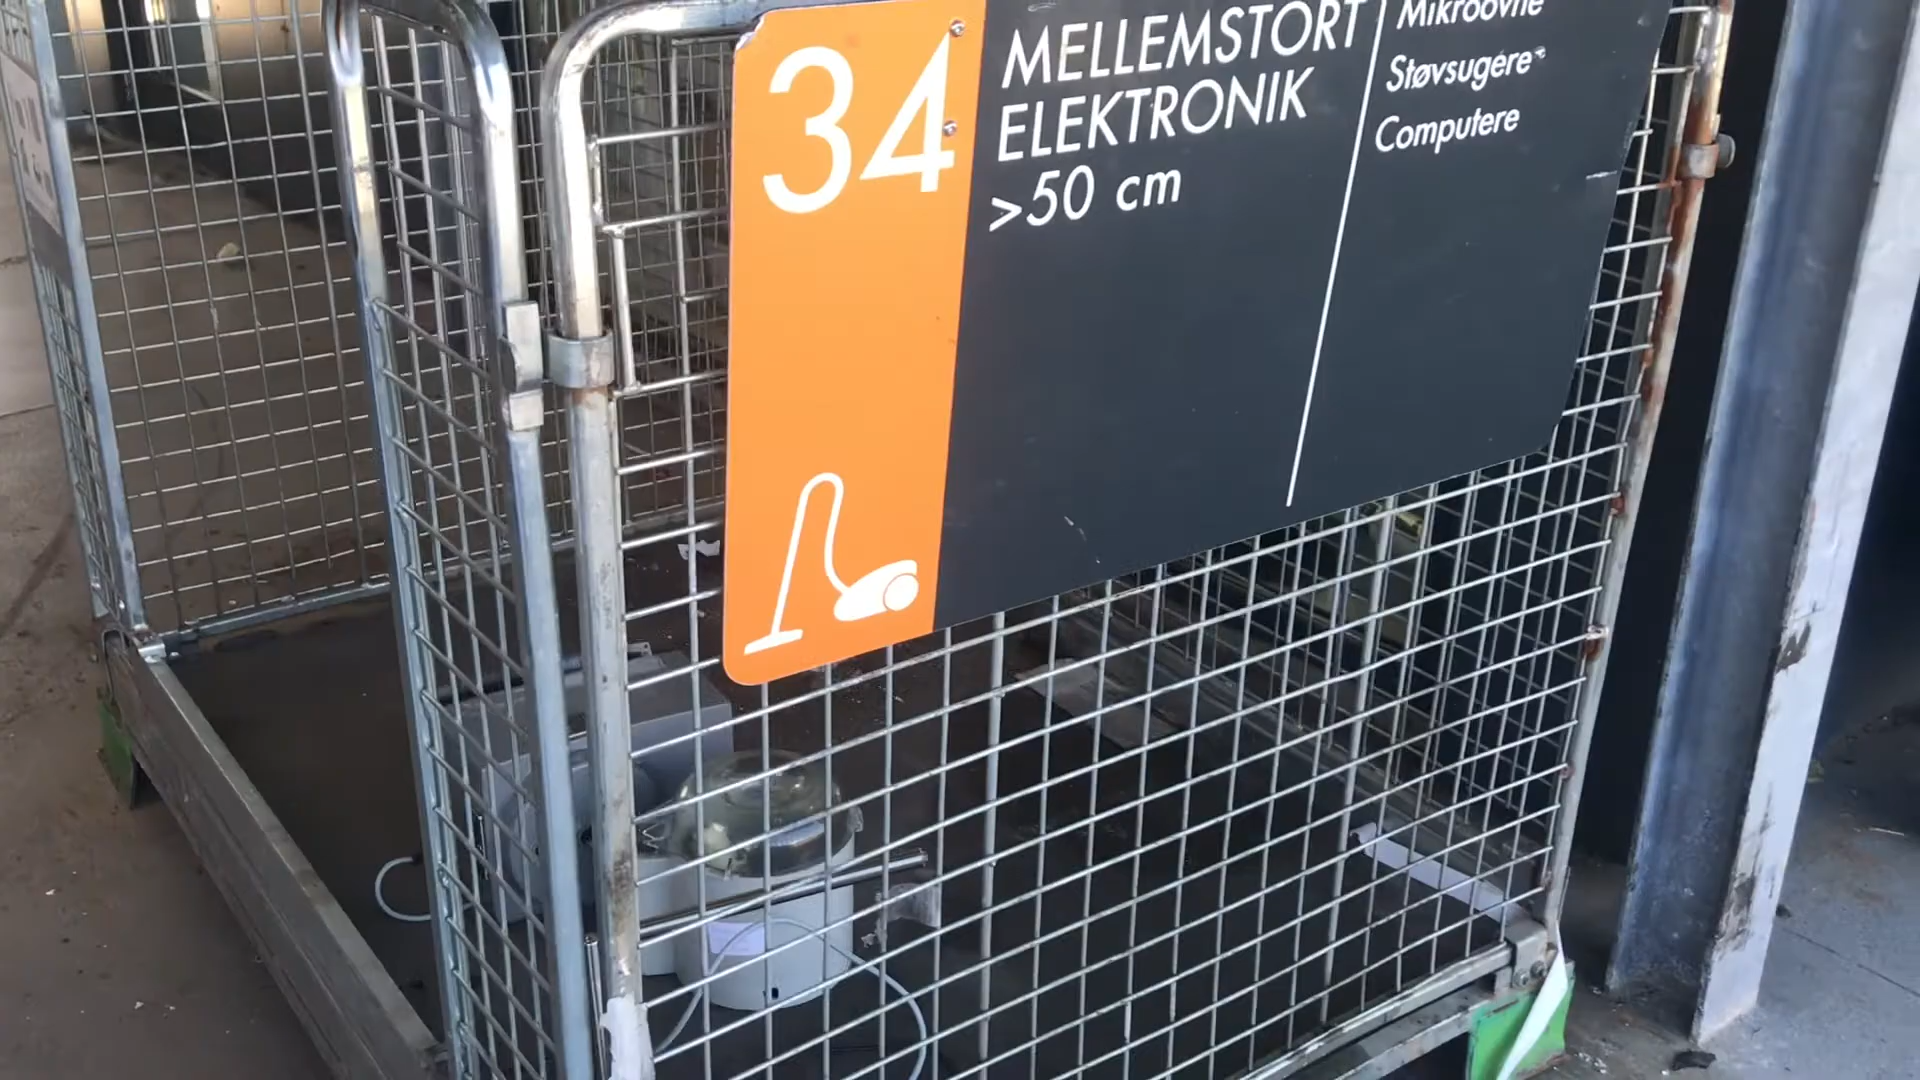 34
MELLEMSTORT
ELEKTRONIK
>50 cm
Mikroovne
Støvsugere
Computere